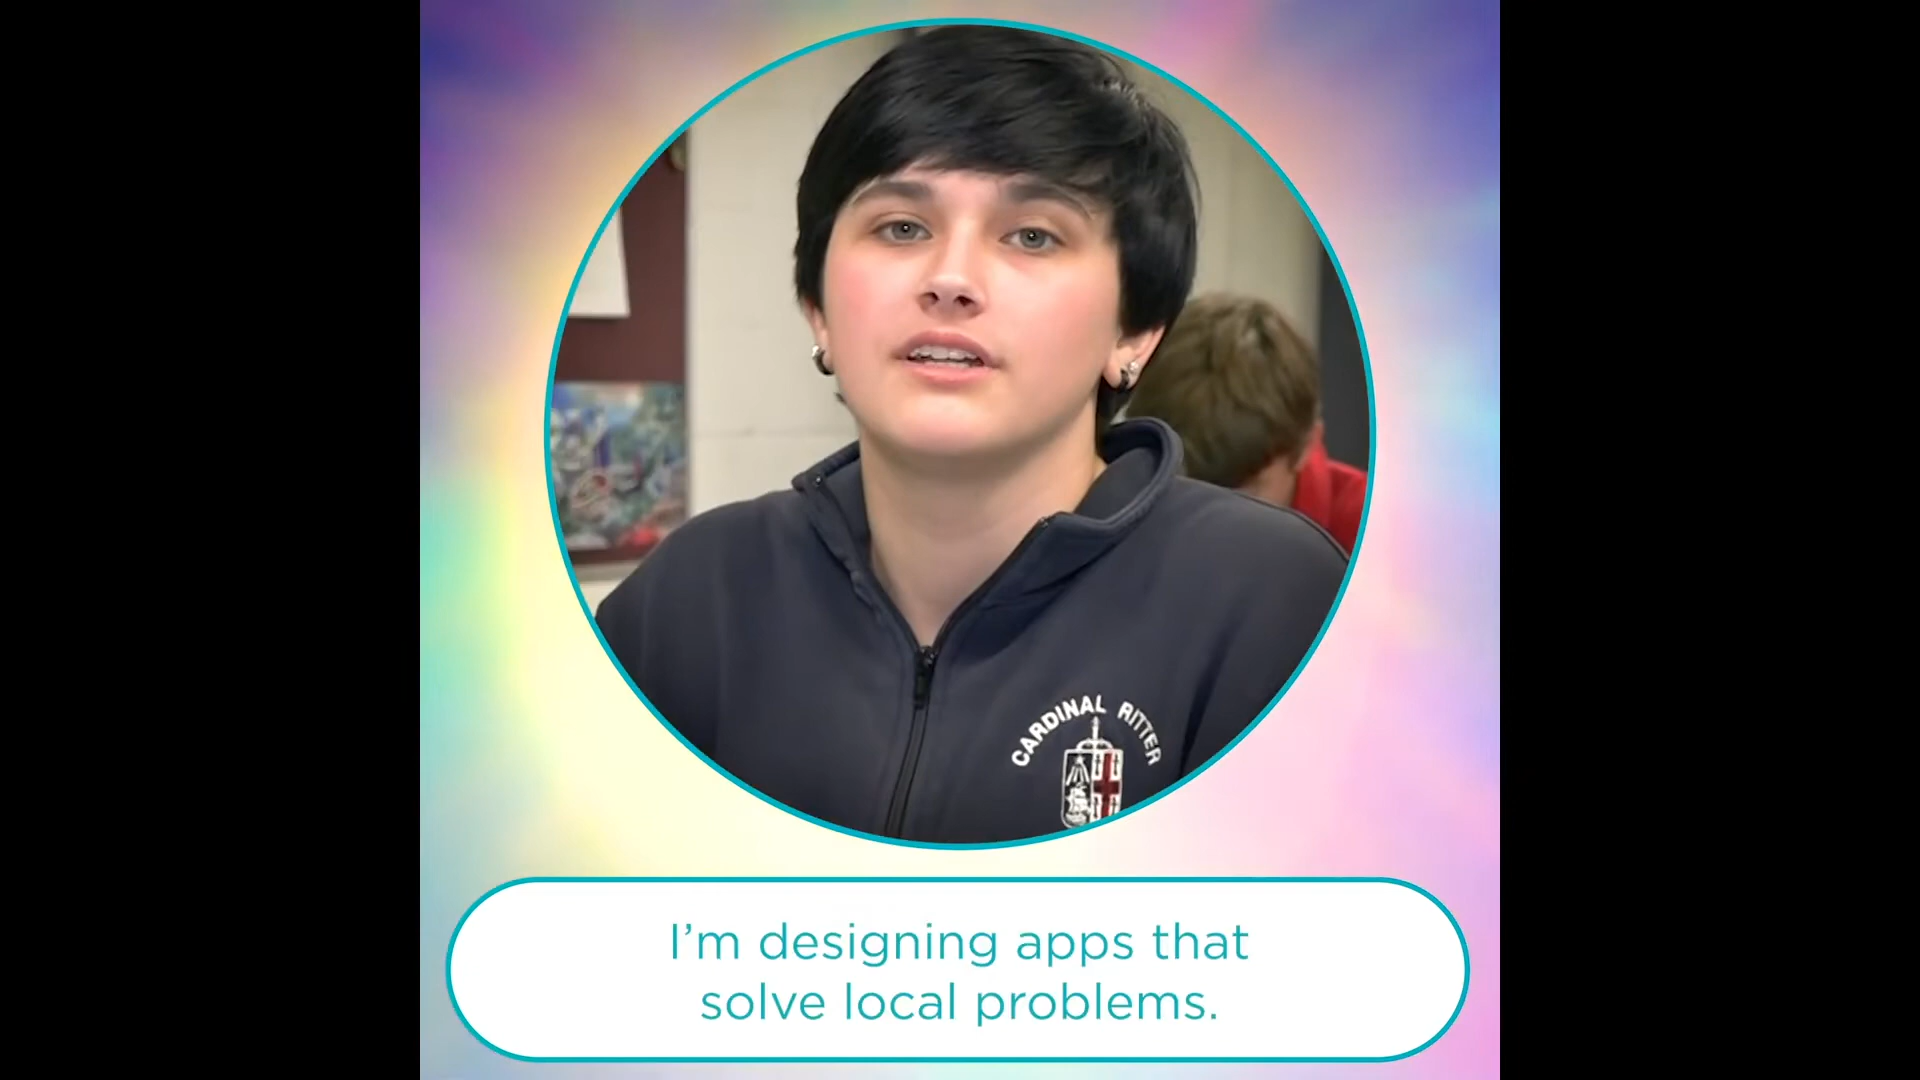 CARDINAL RITTER
I'm designing apps that
solve local problems.